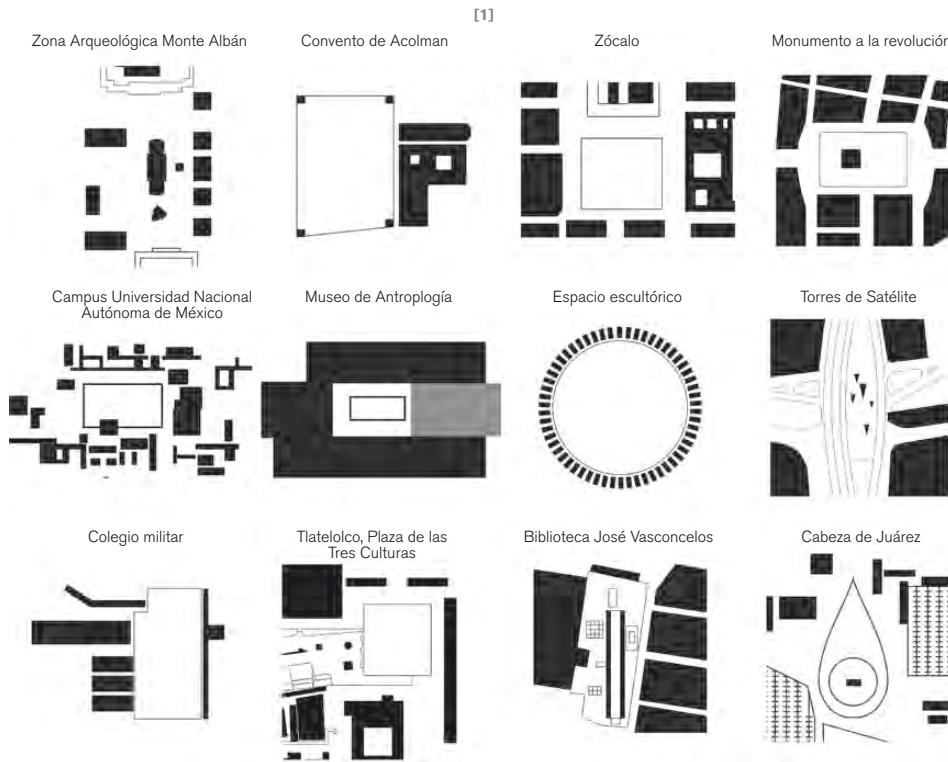 [1]
Zona Arqueológica Monte Albán
Convento de Acolman
Zócalo
Monumento a la revolución
Campus Universidad Nacional
Autónoma de México
Museo de Antroplogía
Espacio escultórico
Torres de Satélite
Colegio militar
Tlatelolco, Plaza de las
Tres Culturas
Biblioteca José Vasconcelos
Cabeza de Juárez